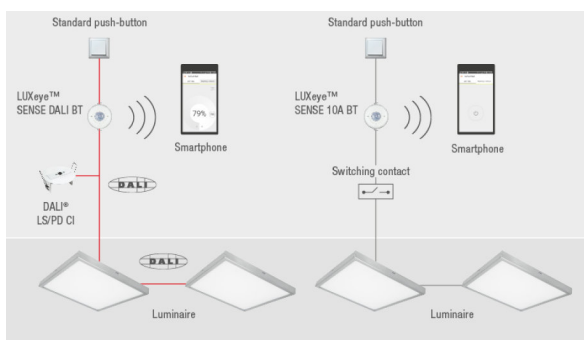 Standard push-button
LUXeye™
SENSE DALI BT
79%
Smartphone
DALI
DALI®
LS/PD CI
DALI
Luminaire
Standard push-button
LUXeye™
SENSE 10A BT
Smartphone
Switching contact
Luminaire